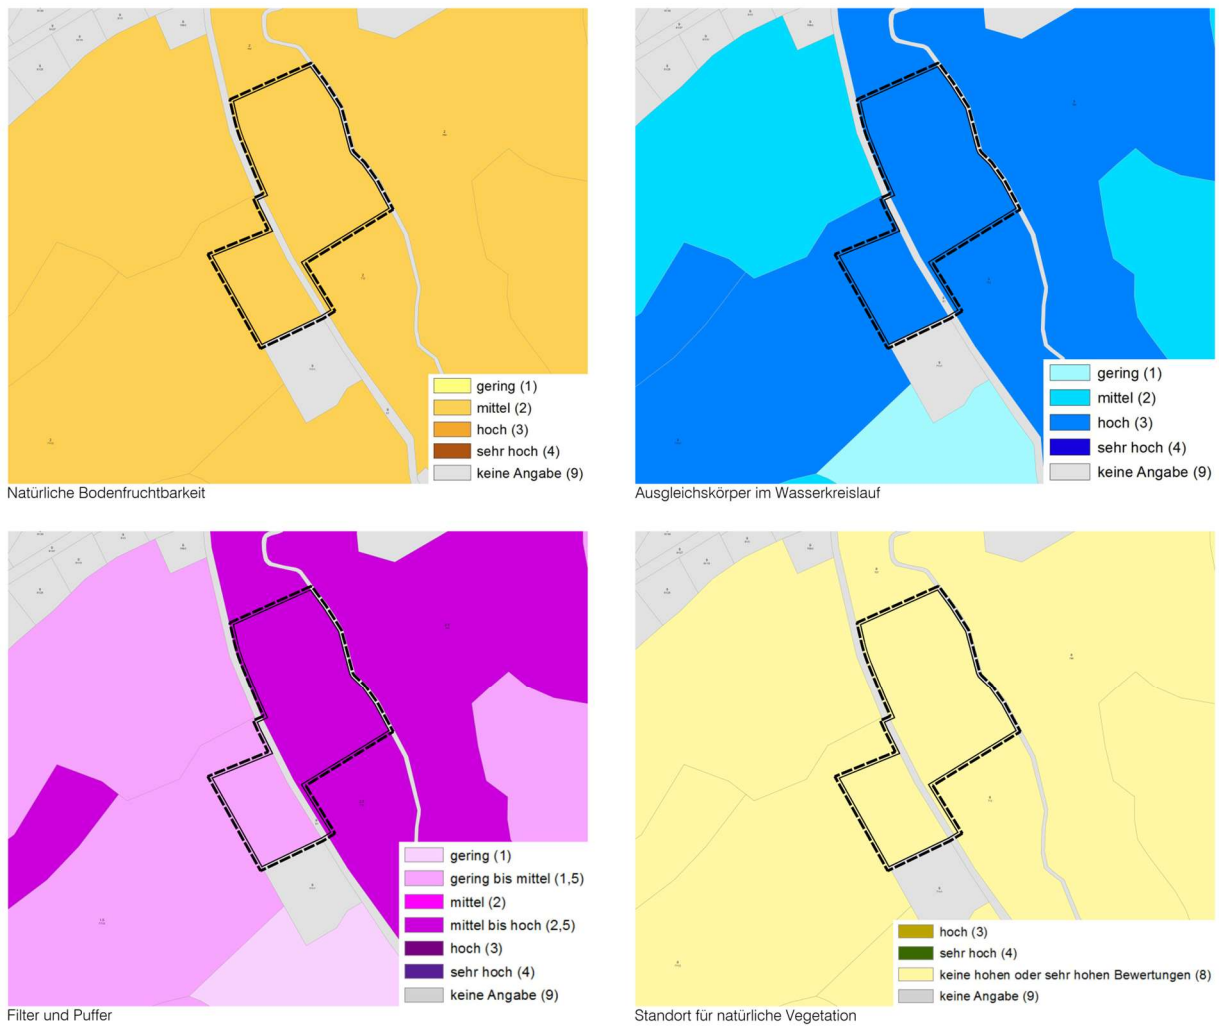 gering (1)
mittel (2)
hoch (3)
sehr hoch (4)
keine Angabe (9)
Natürliche Bodenfruchtbarkeit
gering (1)
mittel (2)
hoch (3)
sehr hoch (4)
keine Angabe (9)
Ausgleichskörper im Wasserkreislauf
gering (1)
gering bis mittel (1,5)
mittel (2)
mittel bis hoch (2,5)
hoch (3)
sehr hoch (4)
keine Angabe (9)
Filter und Puffer
hoch (3)
sehr hoch (4)
keine hohen oder sehr hohen Bewertungen (8)
keine Angabe (9)
Standort für natürliche Vegetation